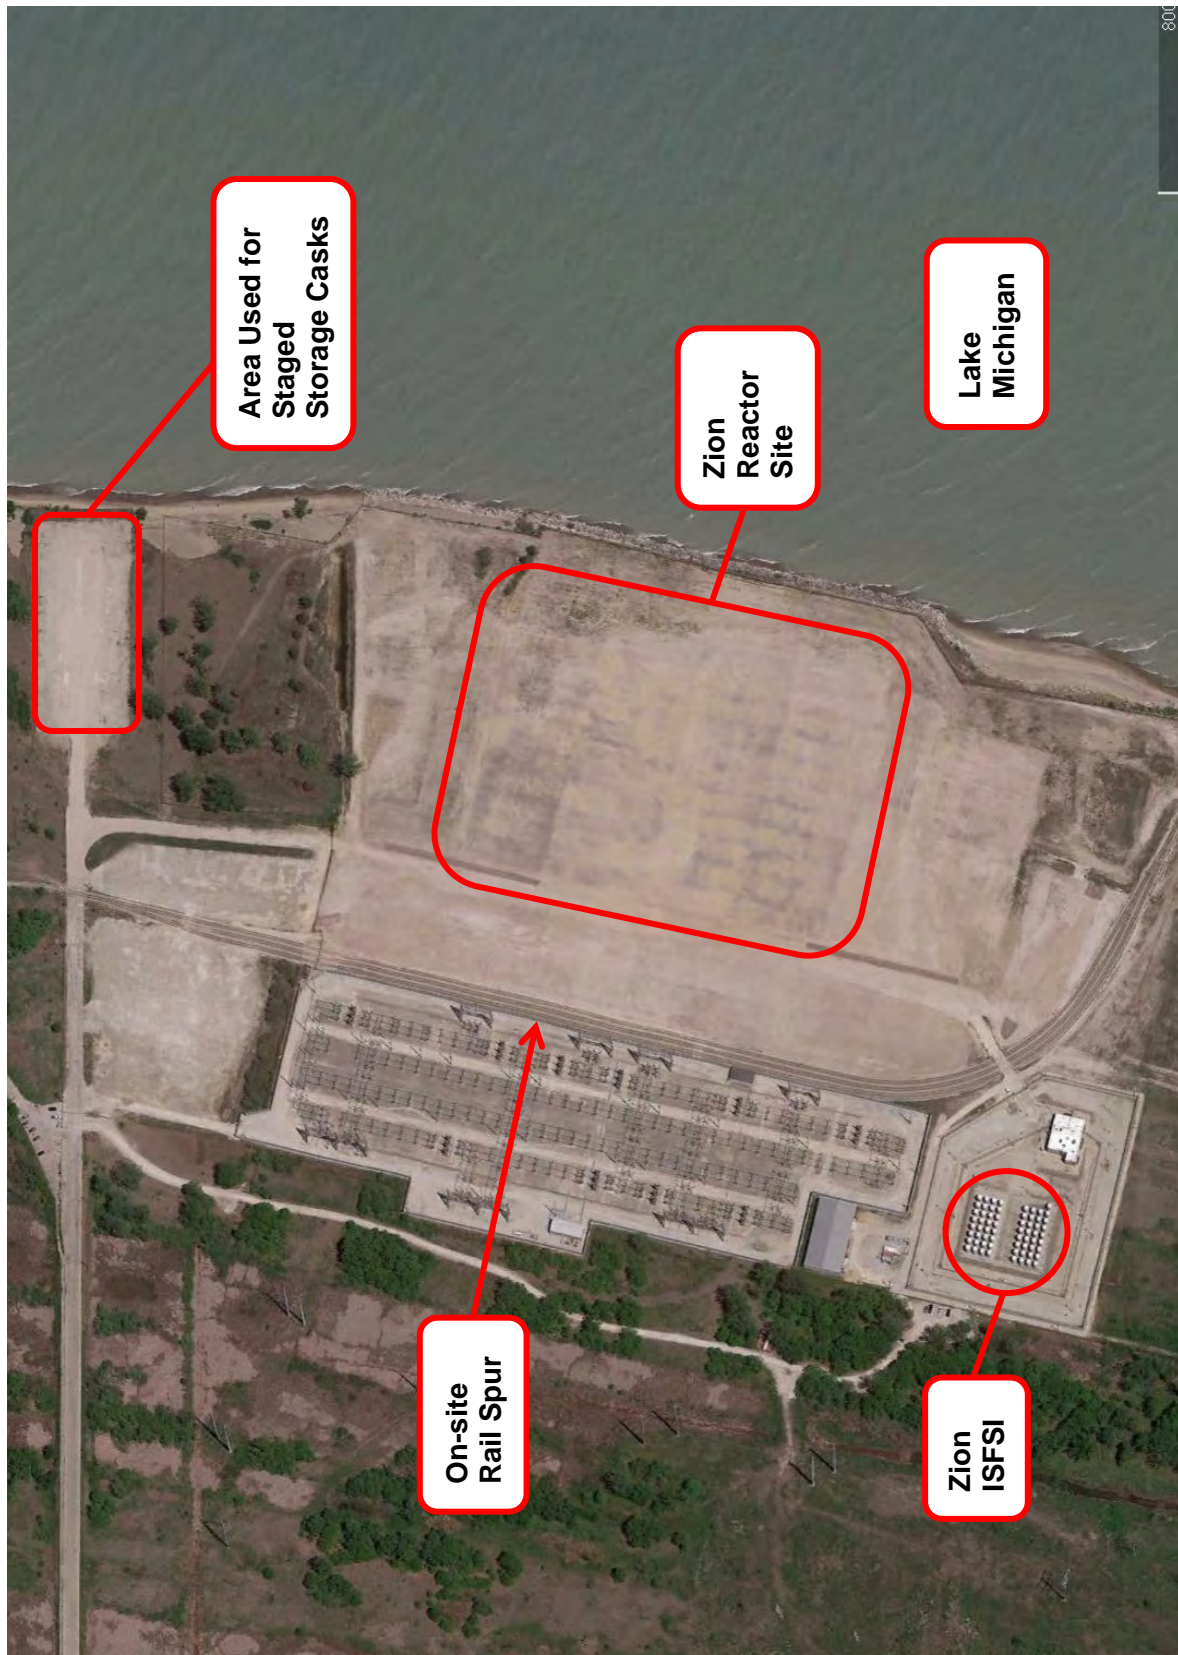 Area Used for
Staged
Storage Casks
On-site
Rail Spur
Zion
Reactor
Site
Zion
ISFSI
Lake
Michigan